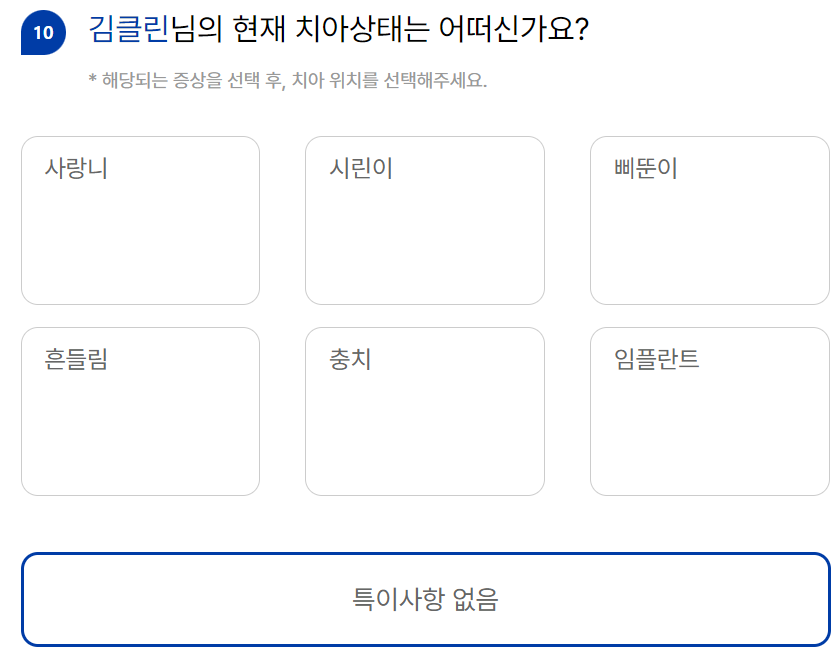 10 김클린님의 현재 치아상태는 어떠신가요?
* 해당되는 증상을 선택 후, 치아 위치를 선택해주세요.
사랑니 시린이 삐뚠이
흔들림 충치 임플란트
특이사항 없음